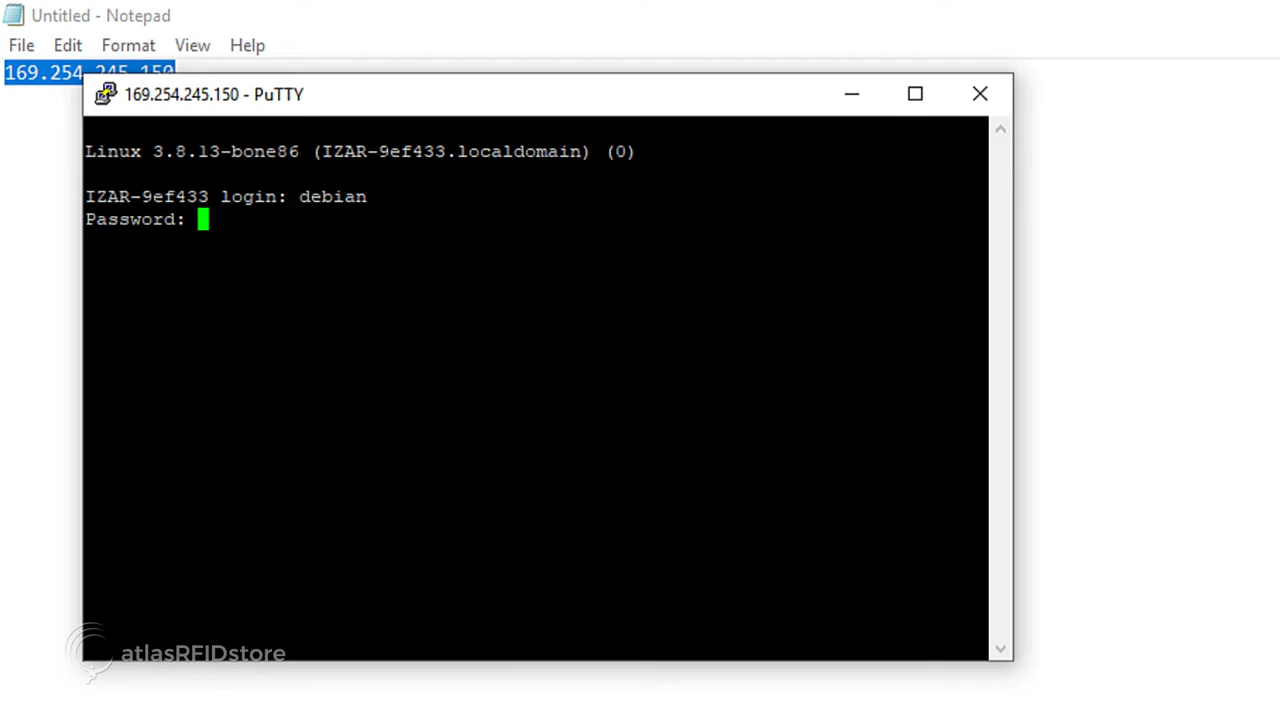 Untitled - Notepad
File Edit Format View Help
169.254.245.150
169.254.245.150 - PuTTY
Linux 3.8.13-bone86 (IZAR-9ef433.localdomain) (0)
IZAR-9ef433 login: debian
Password:
atlasRFIDstore